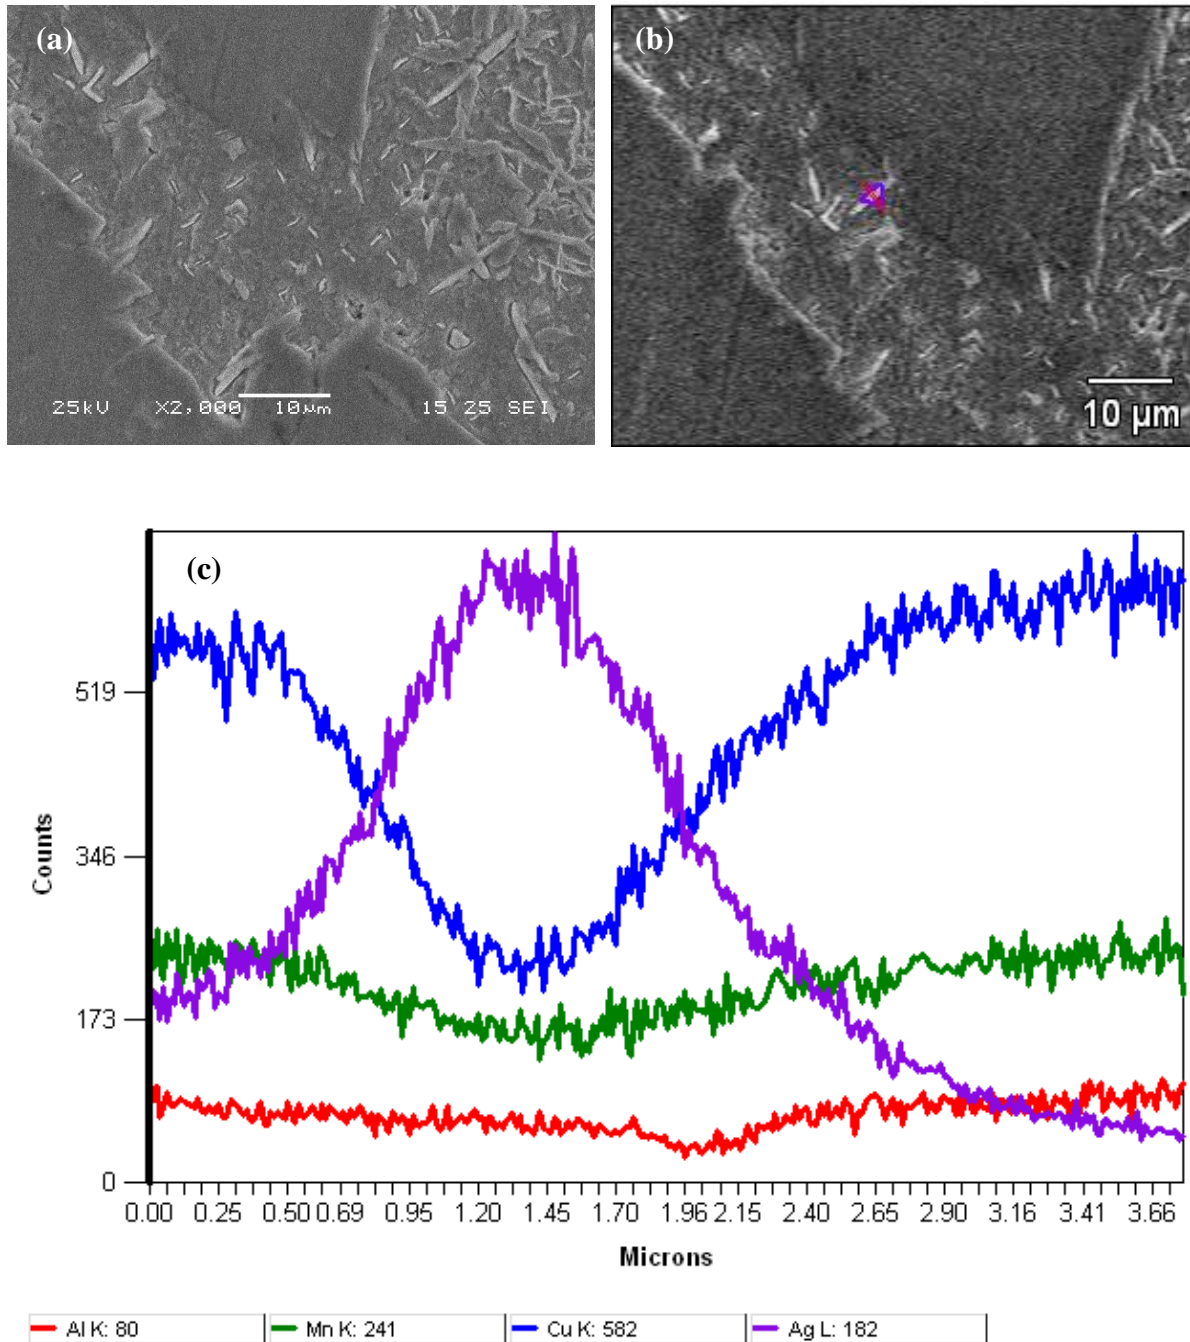 (a)
25kV X2,000 10μm 15 25 SEI
(b)
10 μm
(c)
Counts
519
346
173
0
0.00 0.25 0.50 0.69 0.95 1.20 1.45 1.70 1.96 2.15 2.40 2.65 2.90 3.16 3.41 3.66
Microns
Al K: 80 Mn K: 241 Cu K: 582 Ag L: 182